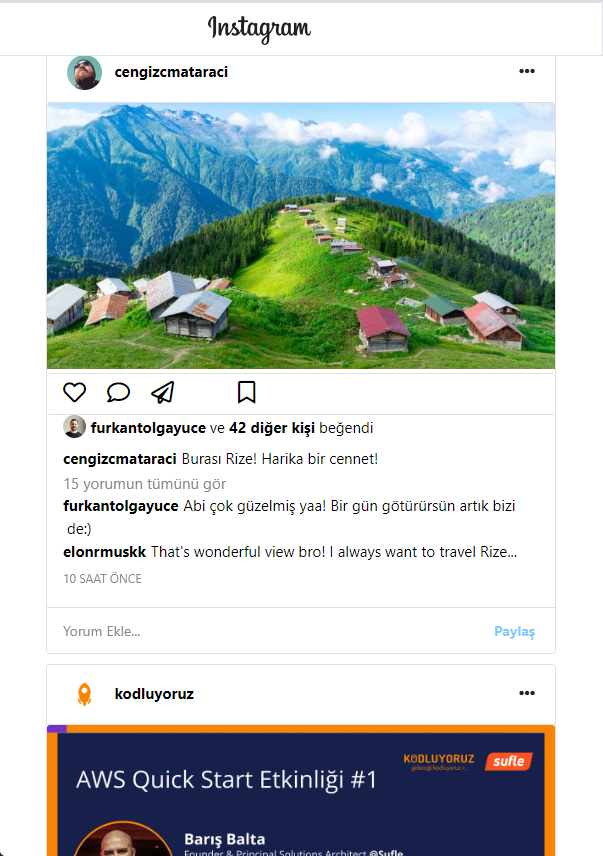 Instagram
cengizcmataraci
furkantolgayuce ve 42 diğer kişi beğendi
cengizcmataraci Burası Rize! Harika bir cennet!
15 yorumun tümünü gör
furkantolgayuce Abi çok güzelmiş yaa! Bir gün götürürsün artık bizi
de:)
elonrmuskk That's wonderful view bro! I always want to travel Rize...
10 SAAT ÖNCE
Yorum Ekle...
Paylaş
kodluyoruz
KODLUYORUZ
geleceği kodluyoruz >_
sufle
AWS Quick Start Etkinliği #1
Barış Balta
Founder & Principal Solutions Architect @Sufle